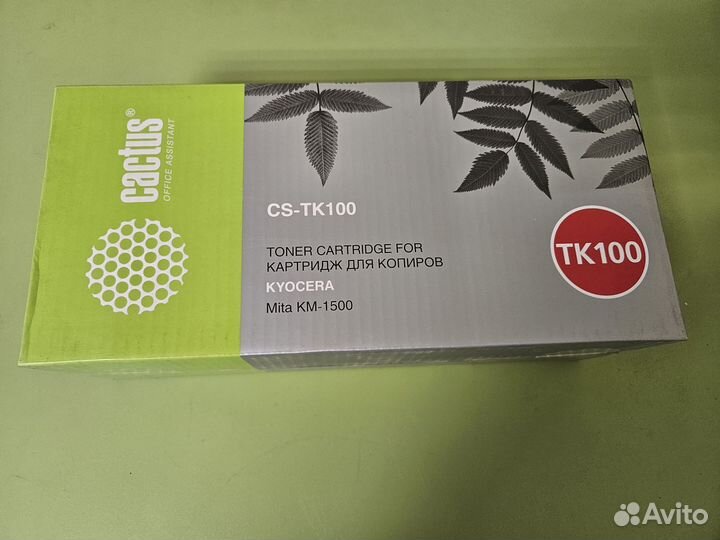 cactus®
OFFICE ASSISTANT
CS-TK100
TONER CARTRIDGE FOR
КАРТРИДЖ ДЛЯ КОПИРОВ
KYOCERA
Mita KM-1500
TK100
Avito